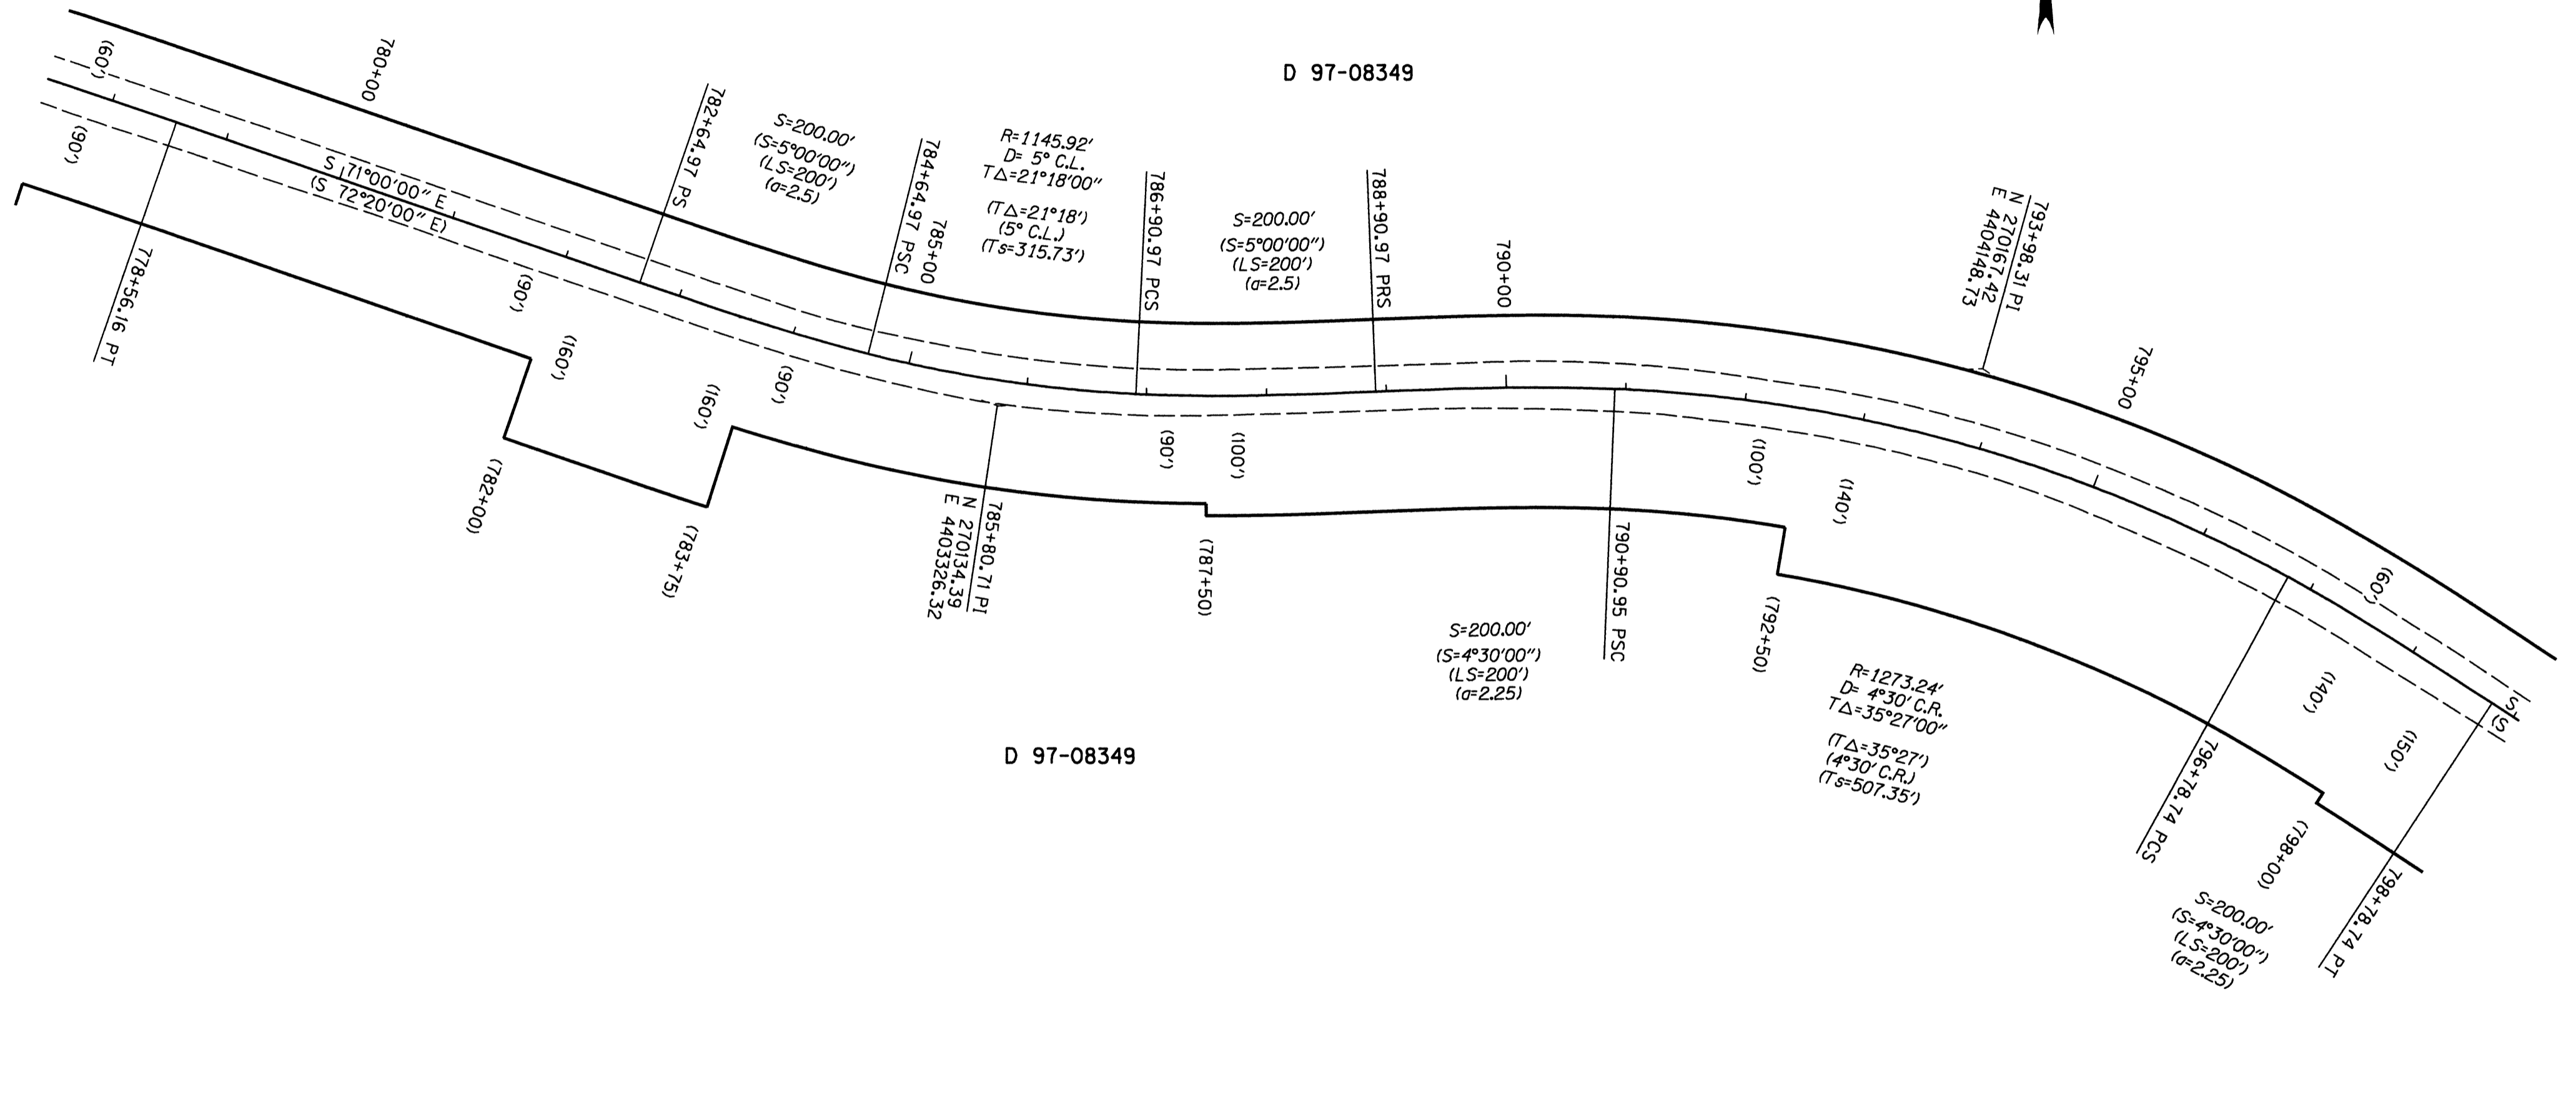 D 97-08349
(60')
780+00
782+64.97 PS
S=200.00'
(S=5°00'00")
(LS=200')
(a=2.5)
784+64.97 PSC
785+00
R=1145.92'
D= 5° C.L.
T△=21°18'00"
(T△=21°18')
(5° C.L.)
(Ts=315.73')
786+90.97 PCS
S=200.00'
(S=5°00'00")
(LS=200')
(a=2.5)
788+90.97 PRS
790+00
793+98.31 PI
N 270167.42
E 4404148.73
795+00
(90')
S 71°00'00" E
(S 72°20'00" E)
778+56.16 PT
(90')
(160')
(160')
(90')
(782+00)
(783+75)
785+80.71 PI
N 270134.39
E 4403326.32
(90')
(100')
(787+50)
790+90.95 PSC
S=200.00'
(S=4°30'00")
(LS=200')
(a=2.25)
(100')
(140')
(792+50)
R=1273.24'
D= 4°30' C.R.
T△=35°27'00"
(T△=35°27')
(4°30' C.R.)
(Ts=507.35')
(60')
S
(S
(140')
(150')
796+78.74 PCS
(798+00)
798+78.74 PT
S=200.00'
(S=4°30'00")
(LS=200')
(a=2.25)
D 97-08349